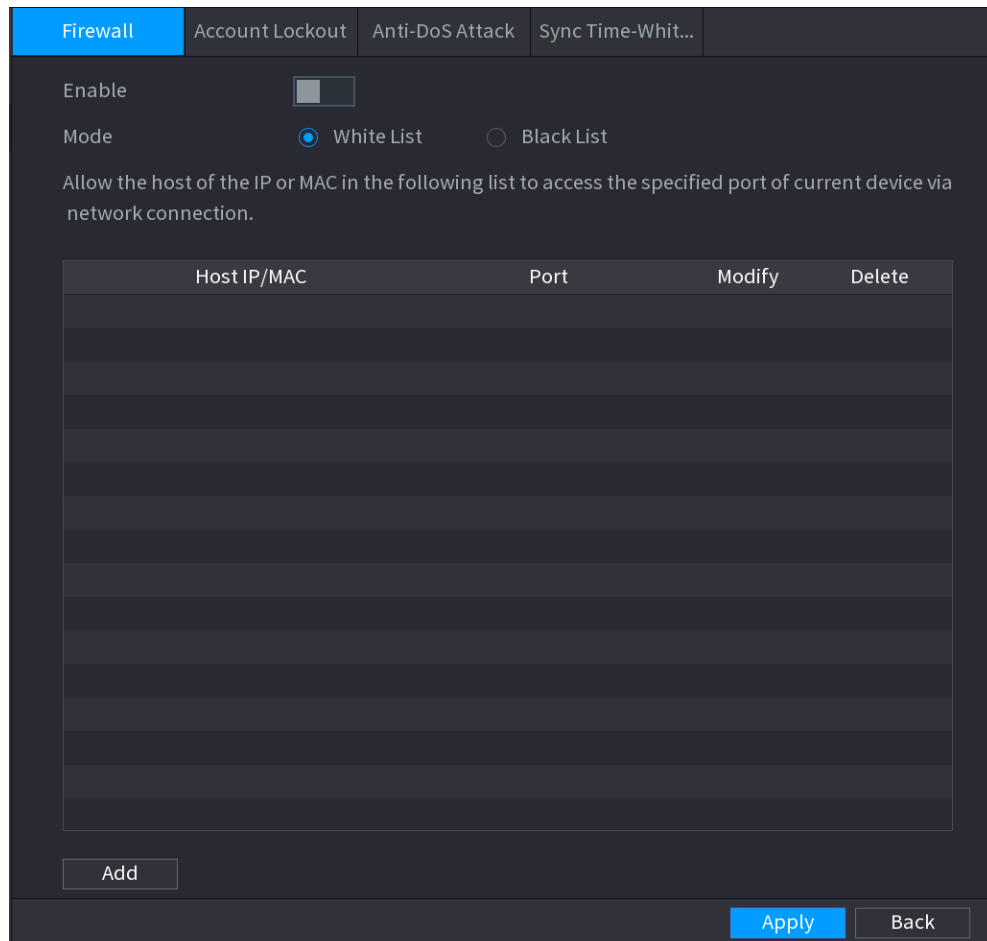 Firewall Account Lockout Anti-DoS Attack Sync Time-Whit...
Enable
Mode White List Black List
Allow the host of the IP or MAC in the following list to access the specified port of current device via
network connection.
Host IP/MAC Port Modify Delete
Add
Apply Back